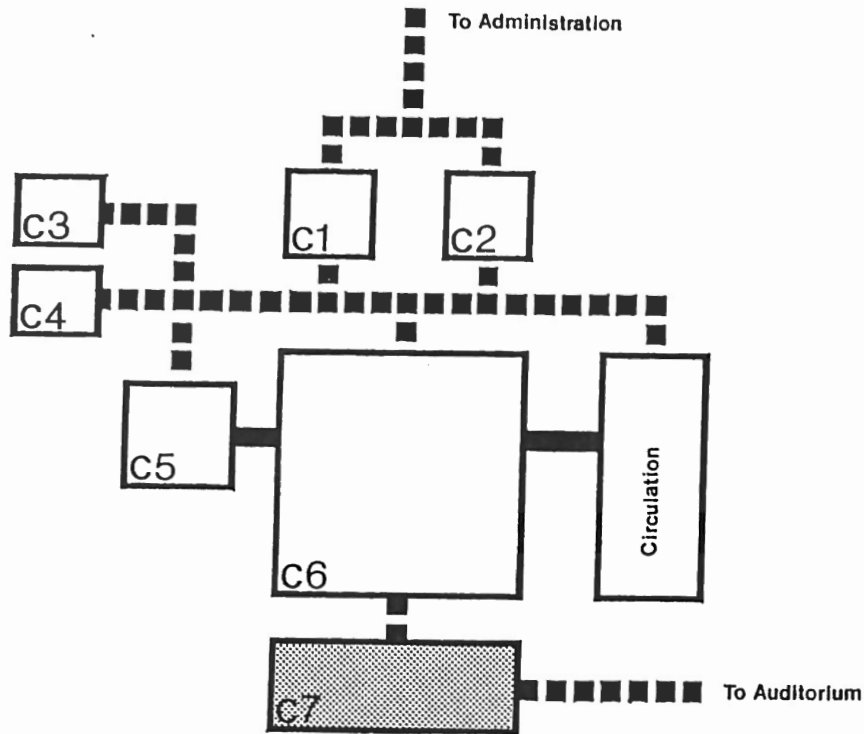 To Administration
C3
C1
C2
C4
C5
Circulation
C6
C7
To Auditorium